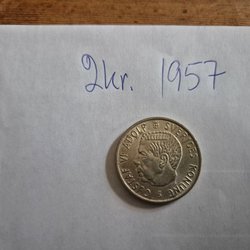 2kr. 1957
GUSTAF VI ADOLF SVERIGES KONUNG